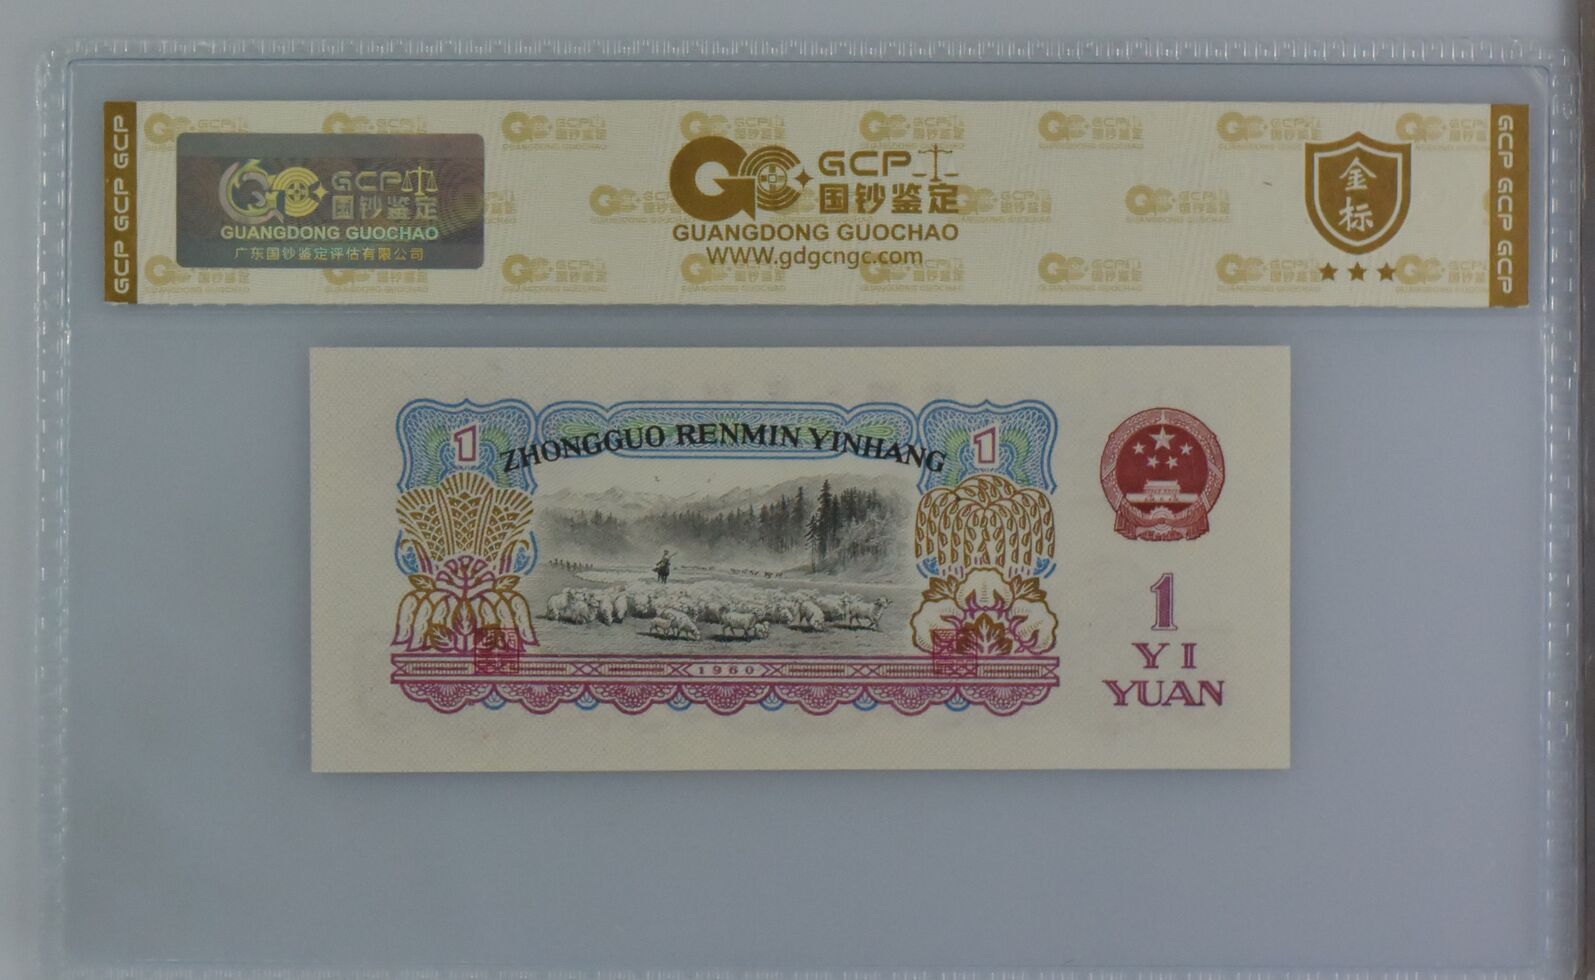 GCP GCP GCP
GCP
国钞鉴定
GUANGDONG GUOCHAO
广东国钞鉴定评估有限公司
GCP
国钞鉴定
GUANGDONG GUOCHAO
www.gdgcngc.com
金标
GCP GCP GCP
1
ZHONGGUO RENMIN YINHANG
1
1960
1
YI
YUAN